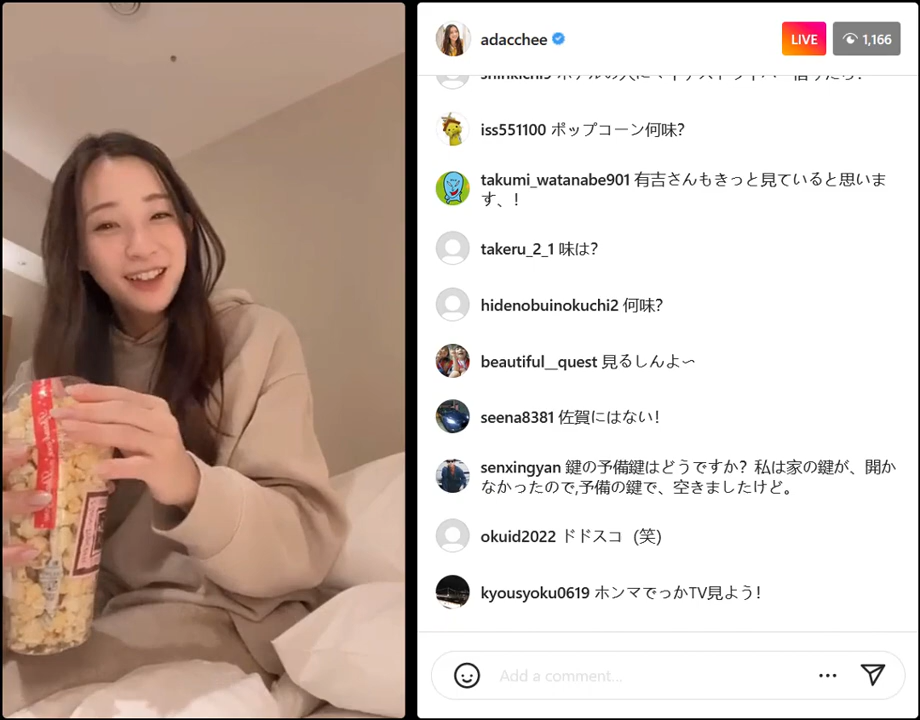 adacchee
LIVE
1,166
iss551100 ポップコーン何味?
takumi_watanabe901 有吉さんもきっと見ていると思いま
す、!
takeru_2_1 味は?
hidenobuinokuchi2 何味?
beautiful__quest 見るしんよ〜
seena8381 佐賀にはない!
senxingyan 鍵の予備鍵はどうですか? 私は家の鍵が、開か
なかったので,予備の鍵で、空きましたけど。
okuid2022 ドドスコ (笑)
kyousyoku0619 ホンマでっかTV見よう!
Add a comment...